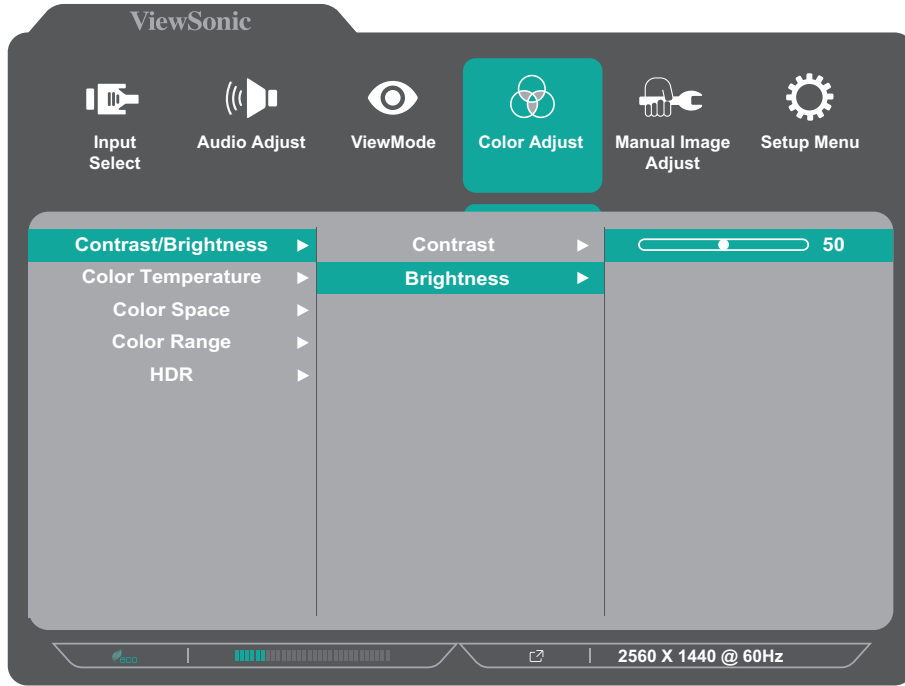 ViewSonic
Input
Select
Audio Adjust
ViewMode
Color Adjust
Manual Image
Adjust
Setup Menu
Contrast/Brightness
Contrast
50
Color Temperature
Brightness
Color Space
Color Range
HDR
eco
2560 X 1440 @ 60Hz